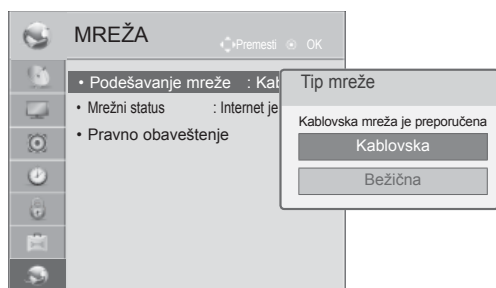 MREŽA
Premesti OK
• Podešavanje mreže : Kab
• Mrežni status : Internet je
• Pravno obaveštenje
Tip mreže
Kablovska mreža je preporučena
Kablovska
Bežična